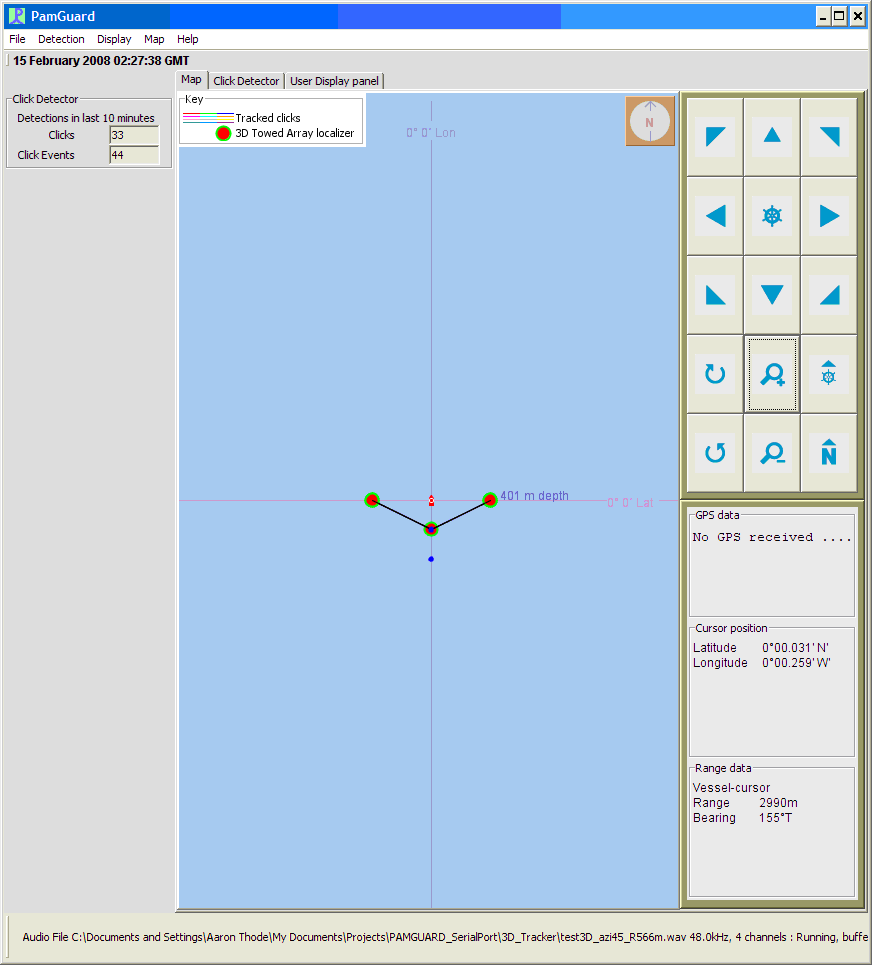 PamGuard
File Detection Display Map Help
15 February 2008 02:27:38 GMT
Map Click Detector User Display panel
Click Detector
Detections in last 10 minutes
Clicks 33
Click Events 44
Key
Tracked clicks
3D Towed Array localizer
0° 0' Lon
N
401 m depth
0° 0' Lat
N
GPS data
No GPS received ....
Cursor position
Latitude 0°00.031' N'
Longitude 0°00.259' W'
Range data
Vessel-cursor
Range 2990m
Bearing 155°T
Audio File C:\Documents and Settings\Aaron Thode\My Documents\Projects\PAMGUARD_SerialPort\3D_Tracker\test3D_azi45_R566m.wav 48.0kHz, 4 channels : Running, buffe